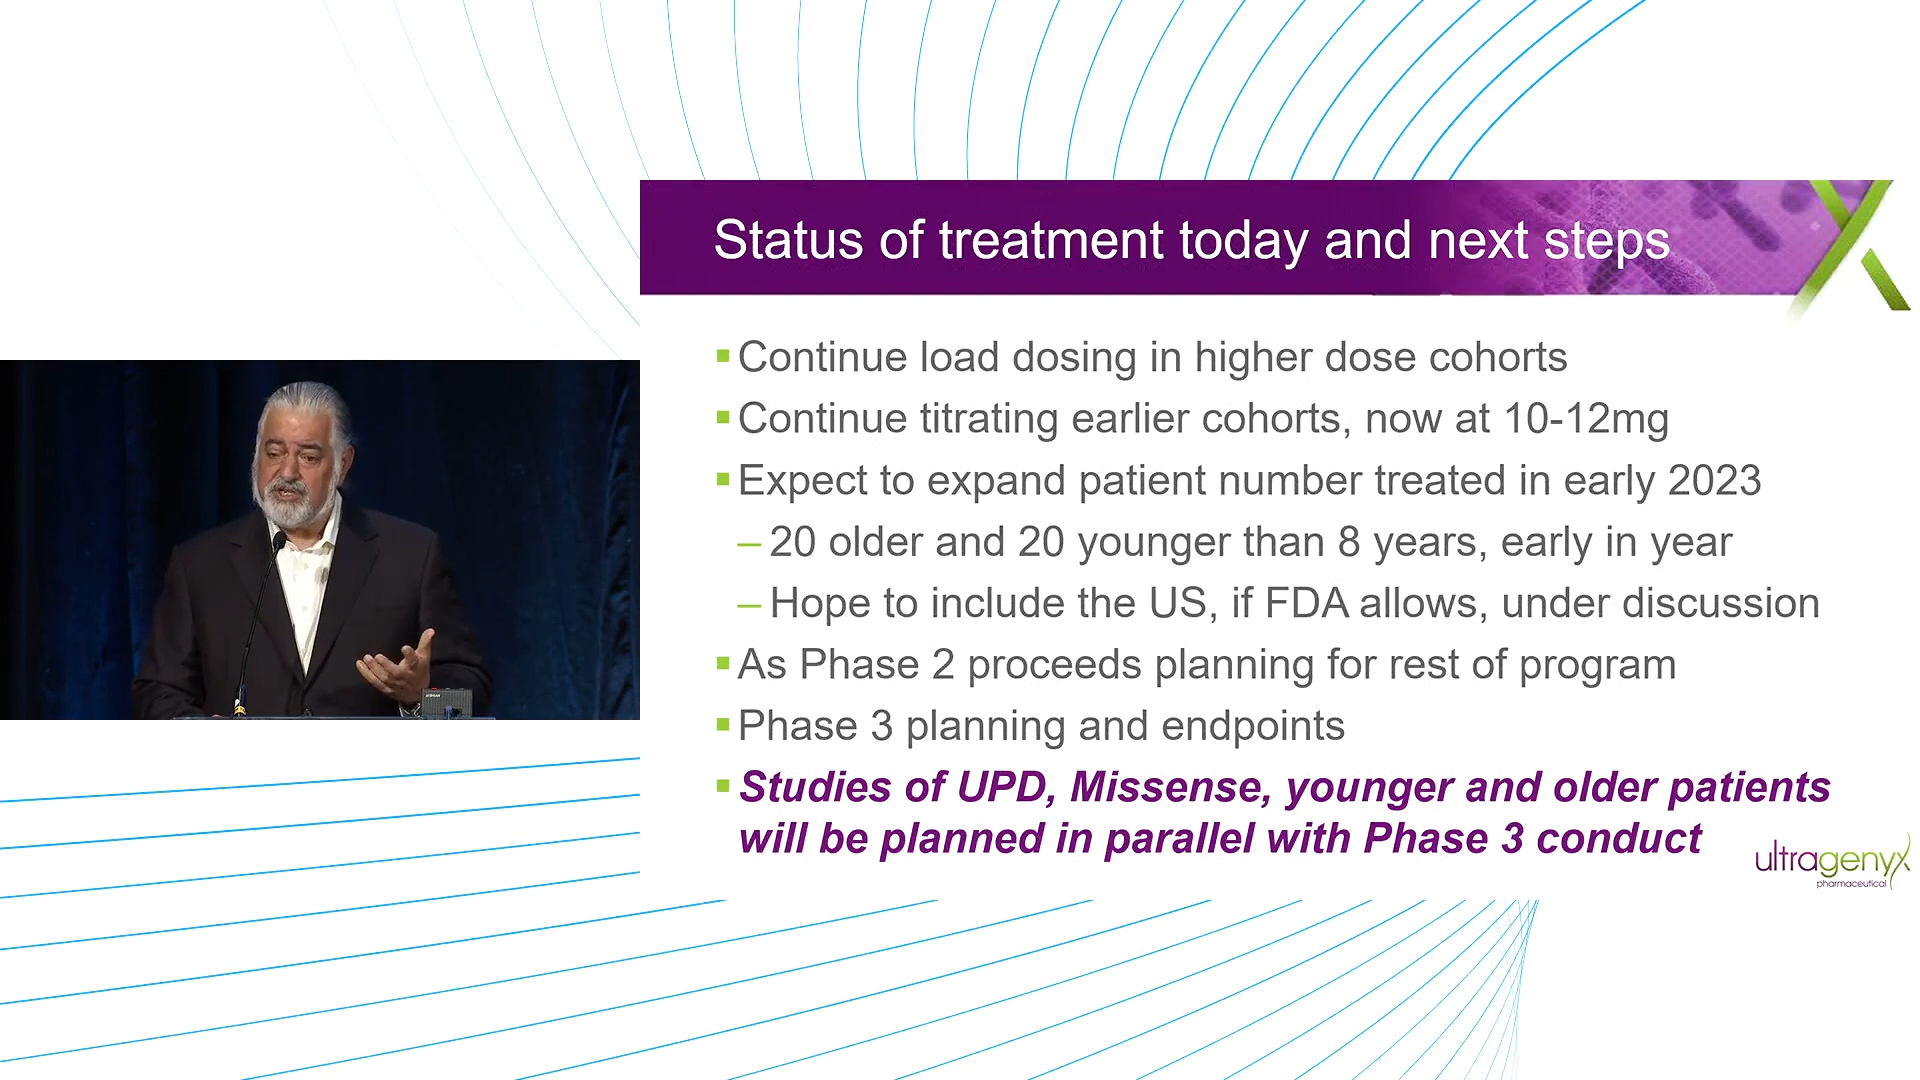 Status of treatment today and next steps
Continue load dosing in higher dose cohorts
Continue titrating earlier cohorts, now at 10-12mg
Expect to expand patient number treated in early 2023
– 20 older and 20 younger than 8 years, early in year
– Hope to include the US, if FDA allows, under discussion
As Phase 2 proceeds planning for rest of program
Phase 3 planning and endpoints
Studies of UPD, Missense, younger and older patients
will be planned in parallel with Phase 3 conduct
ultragenyx
pharmaceutical